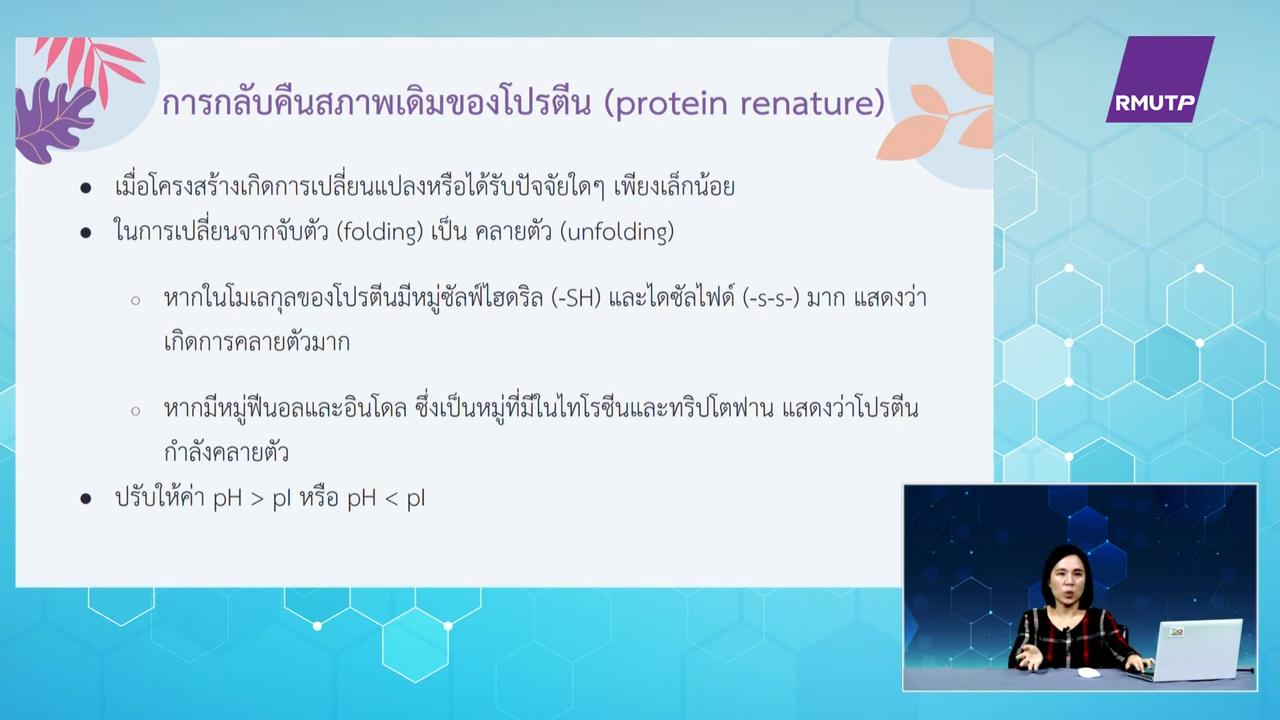 การกลับคืนสภาพเดิมของโปรตีน (protein renature)
RMUTP
● เมื่อโครงสร้างเกิดการเปลี่ยนแปลงหรือได้รับปัจจัยใดๆ เพียงเล็กน้อย
● ในการเปลี่ยนจากจับตัว (folding) เป็น คลายตัว (unfolding)
○ หากในโมเลกุลของโปรตีนมีหมู่ซัลฟ์ไฮดริล (-SH) และไดซัลไฟด์ (-s-s-) มาก แสดงว่า
เกิดการคลายตัวมาก
○ หากมีหมู่ฟีนอลและอินโดล ซึ่งเป็นหมู่ที่มีในไทโรซีนและทริปโตฟาน แสดงว่าโปรตีน
กำลังคลายตัว
● ปรับให้ค่า pH > pI หรือ pH < pI